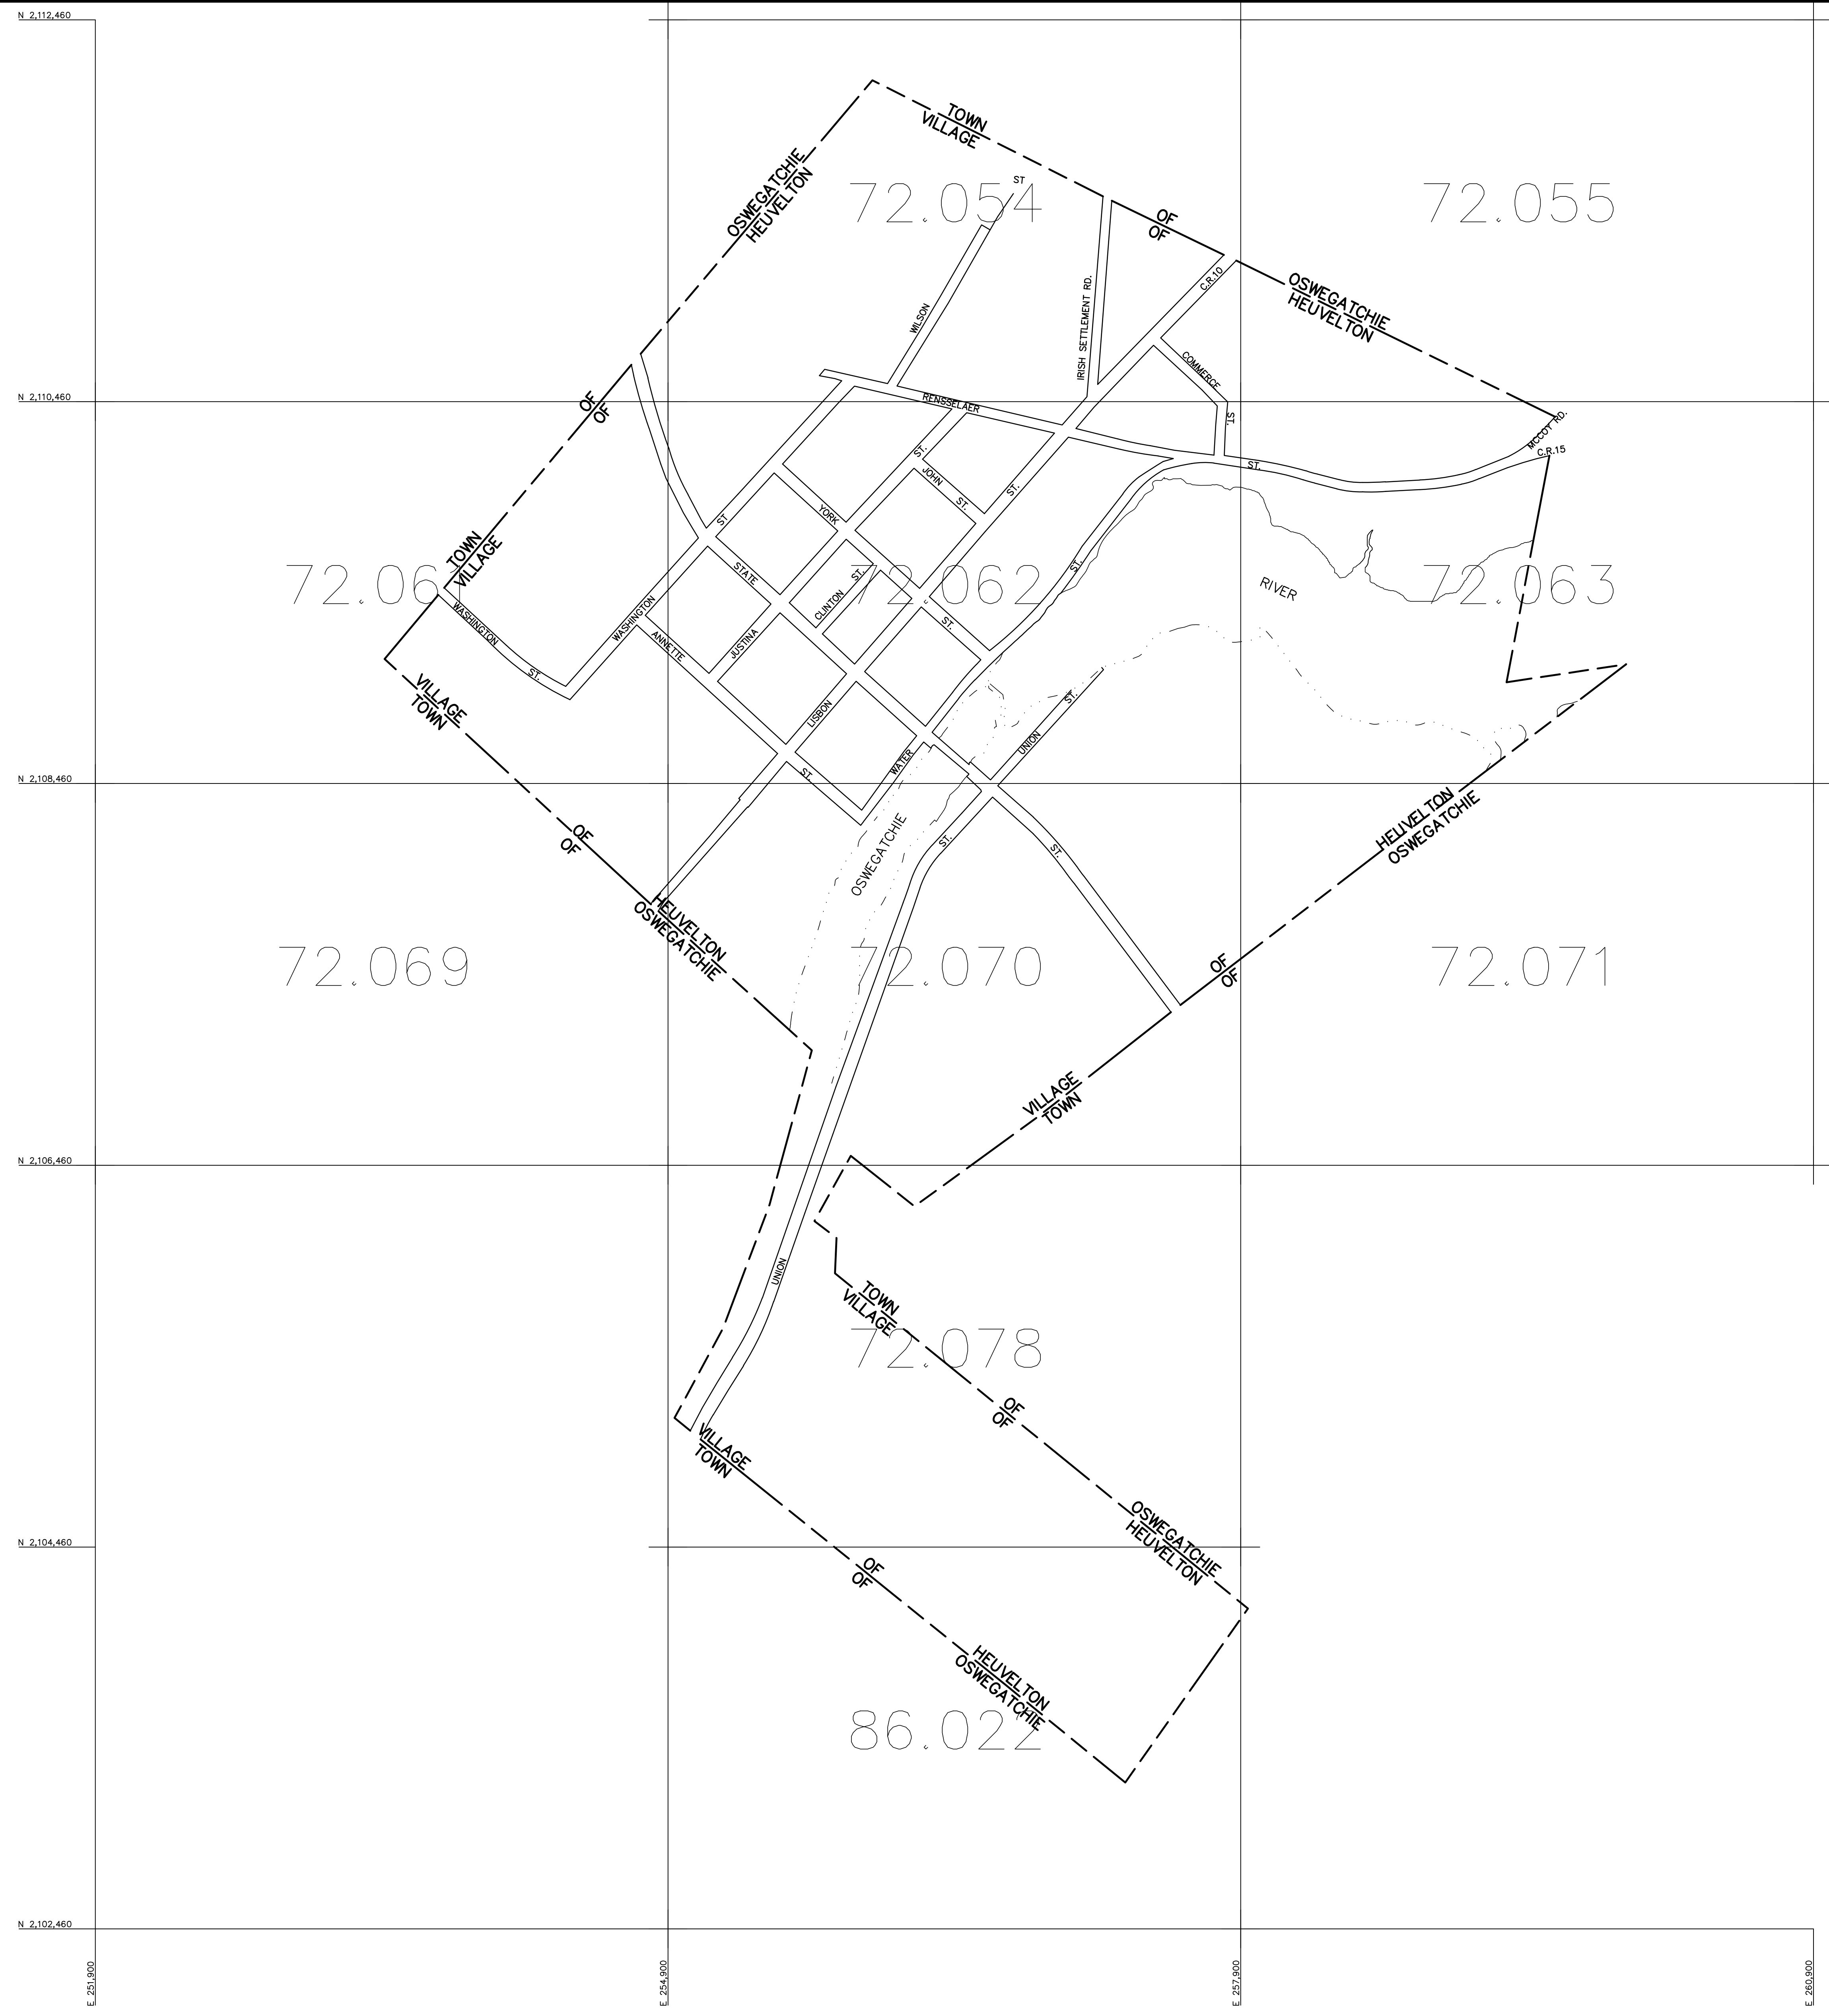 N 2,112,460
TOWN
VILLAGE
OSWEGATCHIE
HEUVELTON
ST
72.054
72.055
OF
OF
C.R.10
OSWEGATCHIE
HEUVELTON
IRISH SETTLEMENT RD.
WILSON
COMMERCE
ST.
N 2,110,460
OF
OF
RENSSELAER
MCCOY RD.
C.R.15
ST.
ST.
JOHN
ST.
ST.
YORK
ST
TOWN
VILLAGE
72.061
STATE
CLINTON
ST.
72.062
ST.
RIVER
72.063
WASHINGTON
ST.
WASHINGTON
ANNETTE
JUSTINA
ST.
VILLAGE
TOWN
LISBON
UNION
ST.
WATER
ST.
N 2,108,460
OF
OF
OSWEGATCHIE
ST.
ST.
HEUVELTON
OSWEGATCHIE
HEUVELTON
OSWEGATCHIE
72.069
72.070
OF
OF
72.071
VILLAGE
TOWN
N 2,106,460
UNION
TOWN
VILLAGE
72.078
OF
OF
VILLAGE
TOWN
OSWEGATCHIE
HEUVELTON
N 2,104,460
OF
OF
HEUVELTON
OSWEGATCHIE
86.022
N 2,102,460
E 251,900
E 254,900
E 257,900
E 260,900